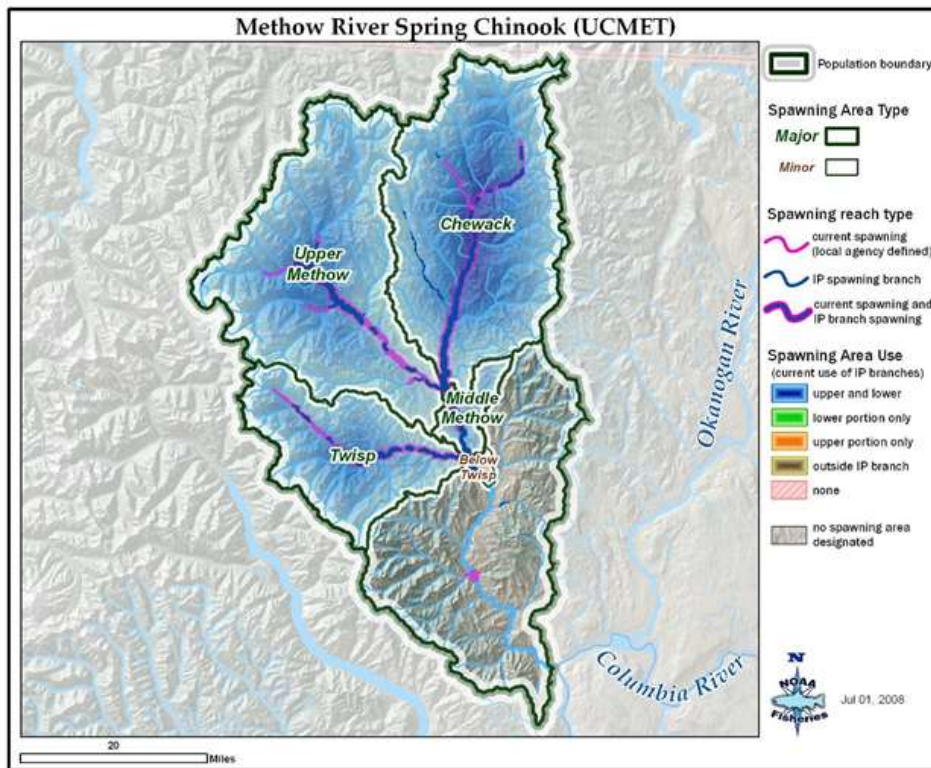 Methow River Spring Chinook (UCMET)
Population boundary
Spawning Area Type
Major
Minor
Spawning reach type
current spawning
(local agency defined)
IP spawning branch
current spawning and
IP branch spawning
Spawning Area Use
(current use of IP branches)
upper and lower
lower portion only
upper portion only
outside IP branch
none
no spawning area
designated
Chewack
Upper
Methow
Middle
Methow
Twisp
Below
Twisp
Okanogan River
Columbia River
N
NOAA
Fisheries
Jul 01, 2008
20
Miles